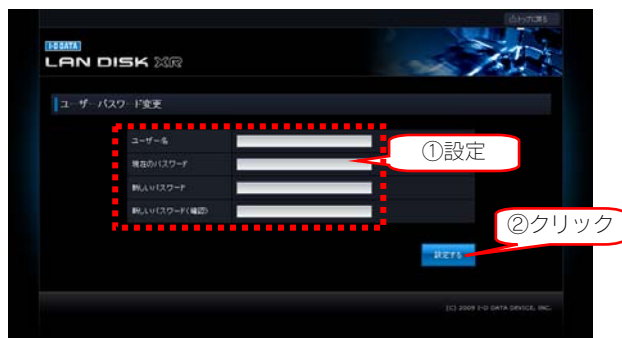 トップに戻る
I-O DATA
LAN DISK XR
ユーザーパスワード変更
ユーザー名
現在のパスワード
①設定
新しいパスワード
新しいパスワード(確認)
②クリック
設定する
(C) 2009 I-O DATA DEVICE, INC.